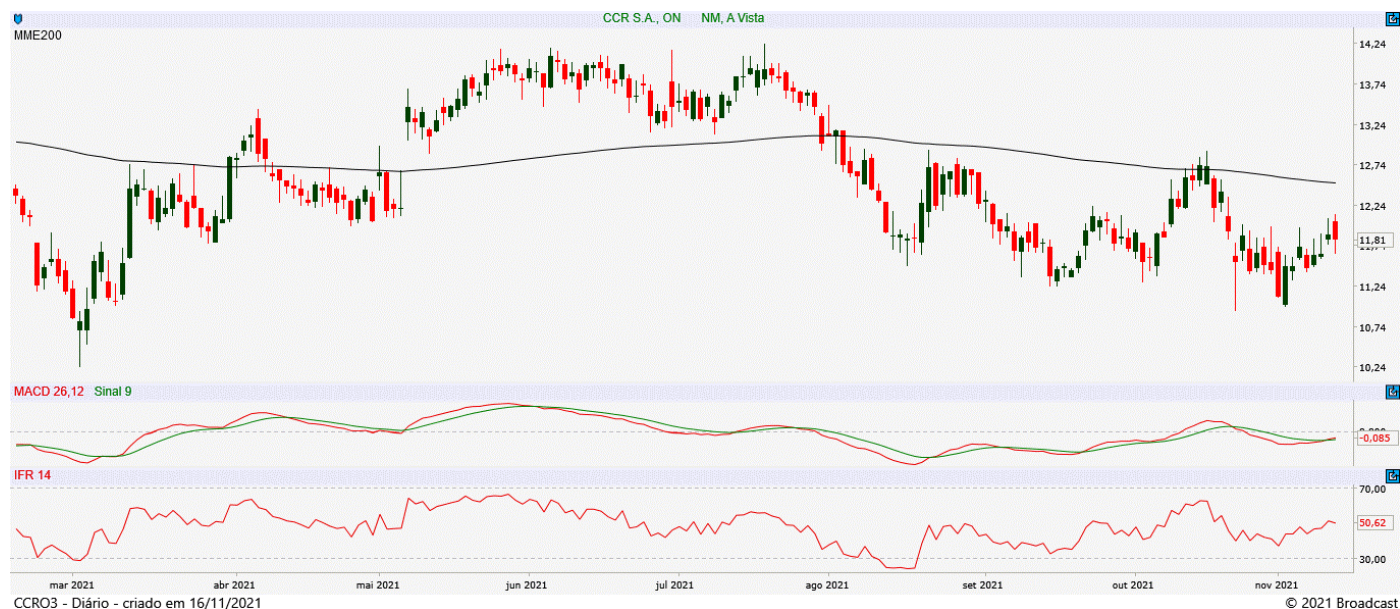 CCR S.A., ON NM, A Vista
MME200
14,24
13,74
13,24
12,74
12,24
11,81
11,24
10,74
10,24
MACD 26,12 Sinal 9
-0,085
IFR 14
70,00
50,62
30,00
mar 2021 abr 2021 mai 2021 jun 2021 jul 2021 ago 2021 set 2021 out 2021 nov 2021
CCRO3 - Diário - criado em 16/11/2021 © 2021 Broadcast